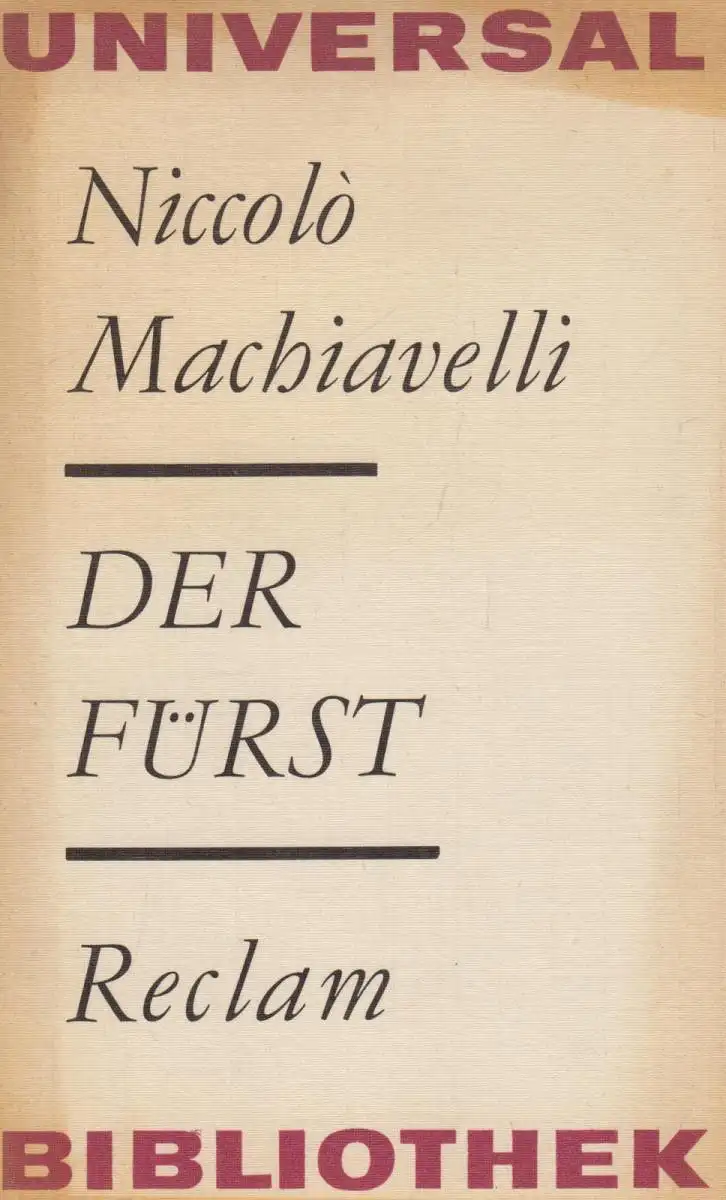 UNIVERSAL
Niccolò
Machiavelli
DER
FÜRST
Reclam
BIBLIOTHEK